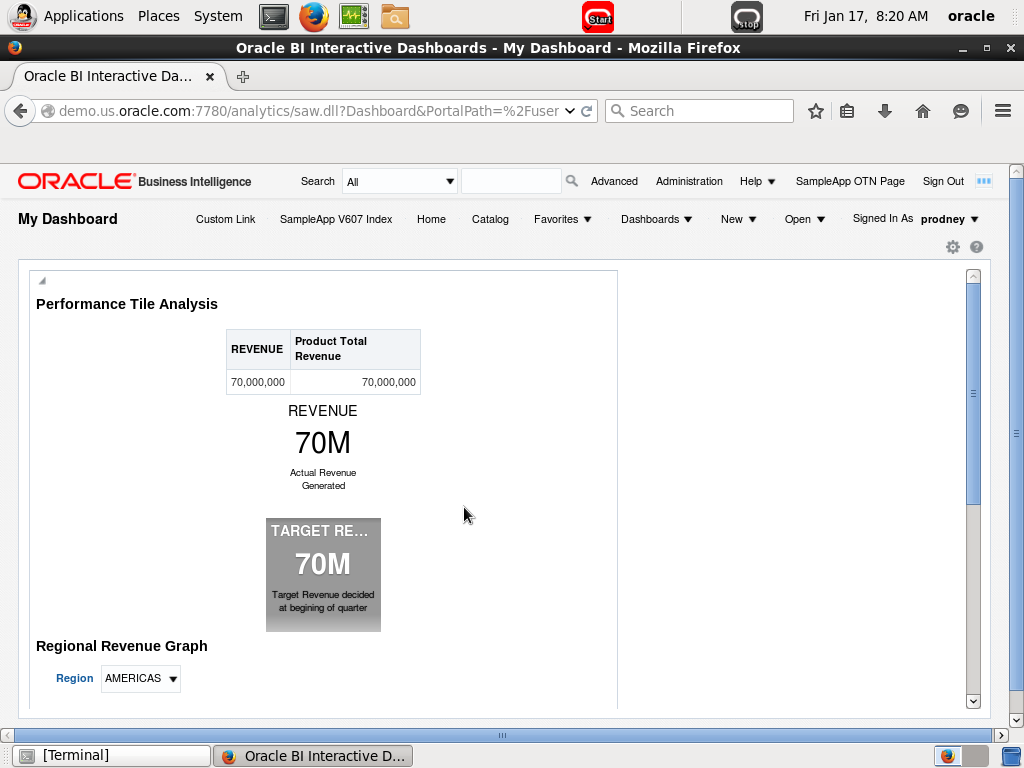 Applications Places System Start stop Fri Jan 17, 8:20 AM oracle
Oracle BI Interactive Dashboards - My Dashboard - Mozilla Firefox
Oracle BI Interactive Da...
demo.us.oracle.com:7780/analytics/saw.dll?Dashboard&PortalPath=%2Fuser Search
ORACLE Business Intelligence Search All Advanced Administration Help SampleApp OTN Page Sign Out
My Dashboard Custom Link SampleApp V607 Index Home Catalog Favorites Dashboards New Open Signed In As prodney
Performance Tile Analysis
REVENUE Product Total
Revenue
70,000,000 70,000,000
REVENUE
70M
Actual Revenue
Generated
TARGET RE...
70M
Target Revenue decided
at begining of quarter
Regional Revenue Graph
Region AMERICAS
[Terminal] Oracle BI Interactive D...